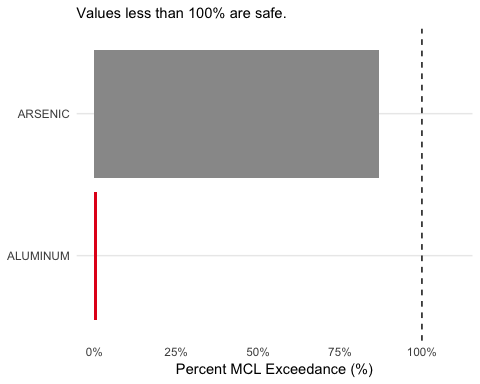 Values less than 100% are safe.
ARSENIC
ALUMINUM
0% 25% 50% 75% 100%
Percent MCL Exceedance (%)